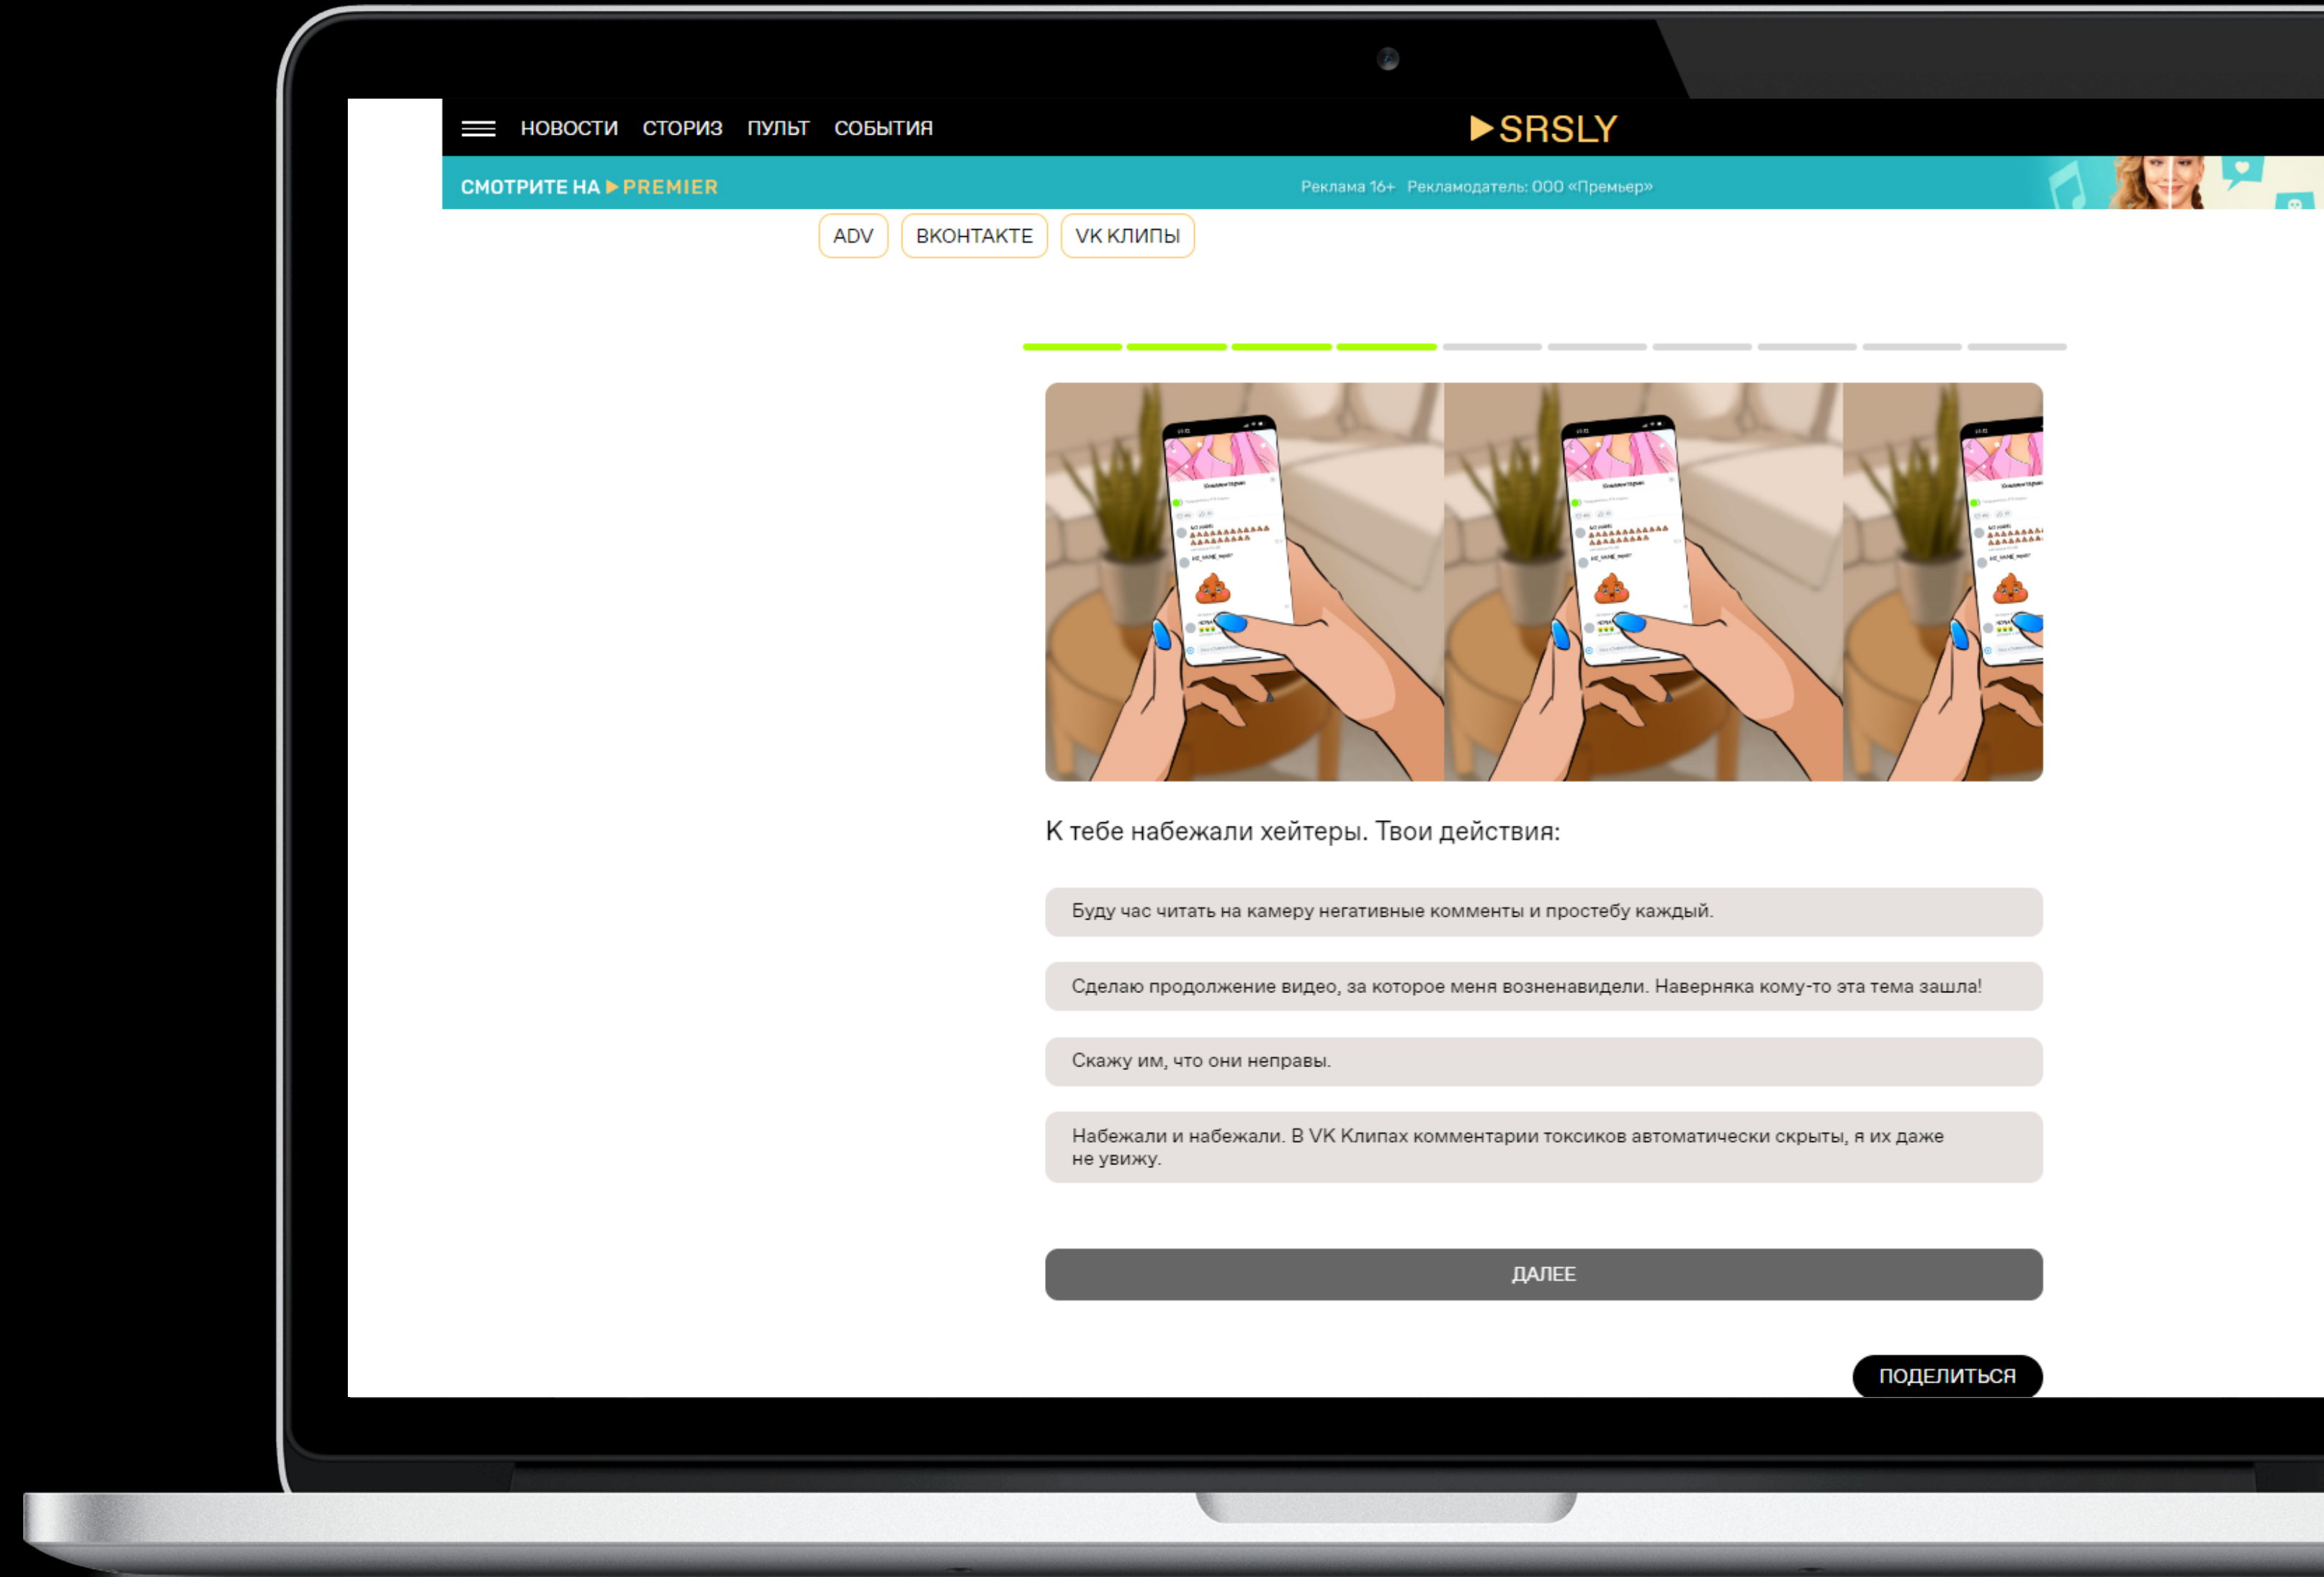 НОВОСТИ СТОРИЗ ПУЛЬТ СОБЫТИЯ
SRSLY
СМОТРИТЕ НА PREMIER
Реклама 16+ Рекламодатель: ООО «Премьер»
ADV ВКОНТАКТЕ VK КЛИПЫ
Комментарии
Комментарии
К тебе набежали хейтеры. Твои действия:
Буду час читать на камеру негативные комменты и простебу каждый.
Сделаю продолжение видео, за которое меня возненавидели. Наверняка кому-то эта тема зашла!
Скажу им, что они неправы.
Набежали и набежали. В VK Клипах комментарии токсиков автоматически скрыты, я их даже
не увижу.
ДАЛЕЕ
ПОДЕЛИТЬСЯ